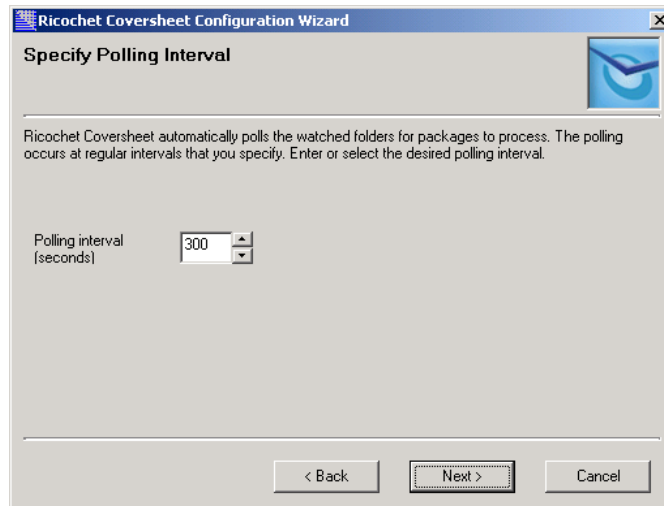 Ricochet Coversheet Configuration Wizard
Specify Polling Interval
Ricochet Coversheet automatically polls the watched folders for packages to process. The polling
occurs at regular intervals that you specify. Enter or select the desired polling interval.
Polling interval 300
(seconds)
< Back Next > Cancel